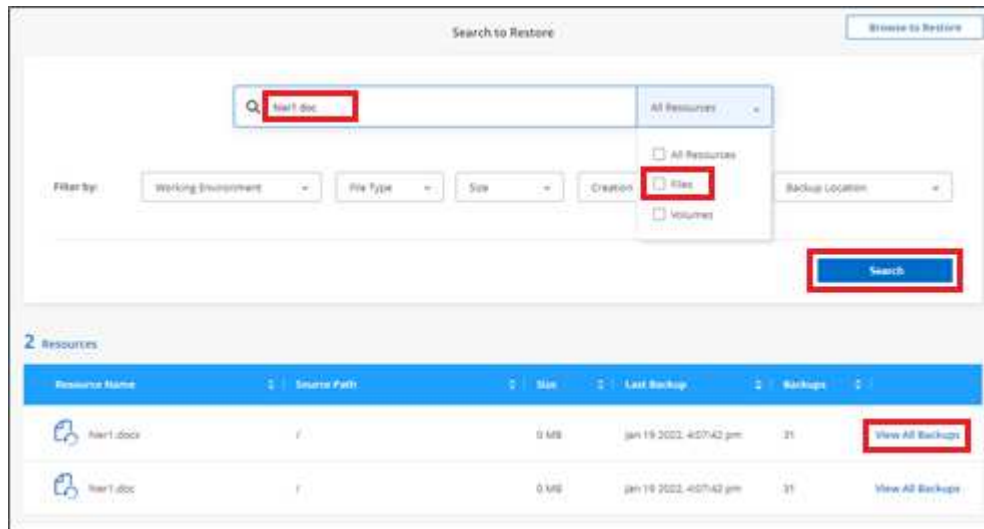 Search to Restore
Browse to Restore
hier1.doc
All Resources
All Resources
Filter by:
Working Environment
File Type
Size
Creation
Files
Backup Location
Volumes
Search
2 Resources
Resource Name
Source Path
Size
Last Backup
Backups
hier1.docx / 0 MB Jan 19 2022, 4:07:42 pm 31 View All Backups
hier1.doc / 0 MB Jan 19 2022, 4:07:42 pm 31 View All Backups